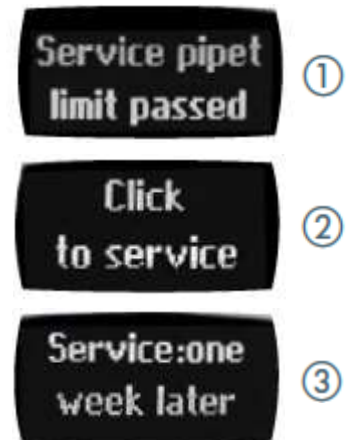 Service pipet
limit passed
①
Click
to service
②
Service:one
week later
③